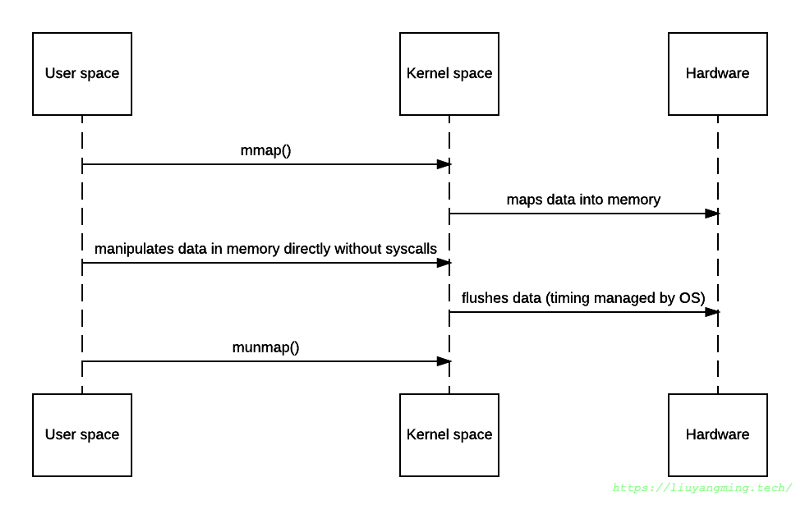 User space
Kernel space
Hardware
mmap()
maps data into memory
manipulates data in memory directly without syscalls
flushes data (timing managed by OS)
munmap()
User space
Kernel space
Hardware
https://liuyangming.tech/